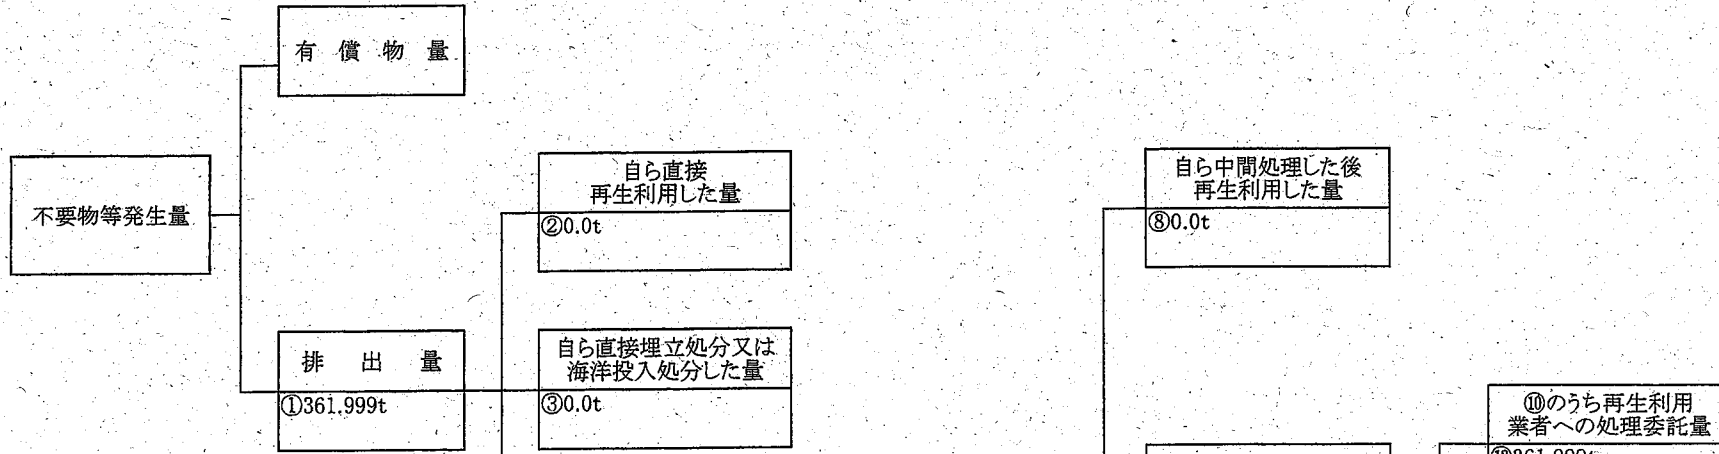 有償物量
不要物等発生量
自ら直接
再生利用した量
②0.0t
自ら中間処理した後
再生利用した量
⑧0.0t
排出量
①361.999t
自ら直接埋立処分又は
海洋投入処分した量
③0.0t
⑩のうち再生利用
業者への処理委託量